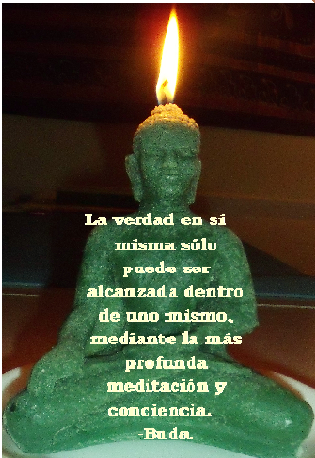 La verdad en sí
misma sólo
puede ser
alcanzada dentro
de uno mismo,
mediante la más
profunda
meditación y
conciencia.
-Buda.